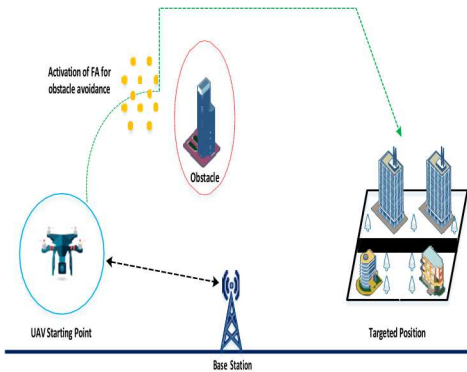 Activation of FA for
obstacle avoidance
Obstacle
UAV Starting Point
Targeted Position
Base Station